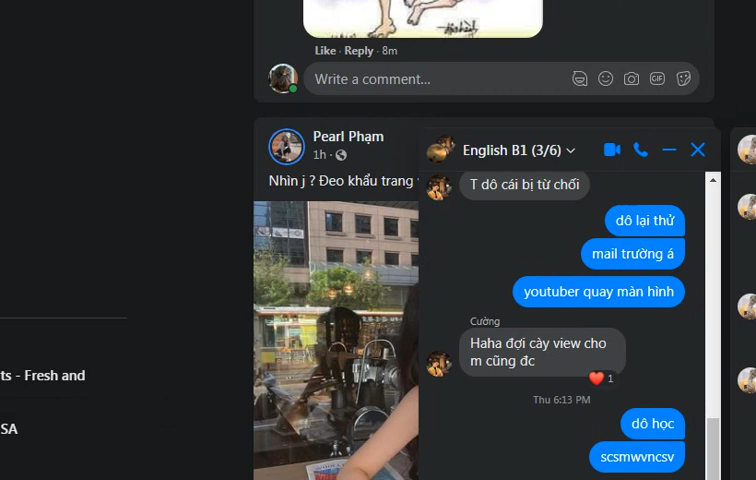 Like · Reply · 8m
Write a comment...
GIF
Pearl Phạm
1h ·
Nhìn j ? Đeo khẩu trang
ts - Fresh and
SA
English B1 (3/6)
T dô cái bị từ chối
dô lại thử
mail trường á
youtuber quay màn hình
Cường
Haha đợi cày view cho
m cũng đc
1
Thu 6:13 PM
dô học
scsmwvncsv